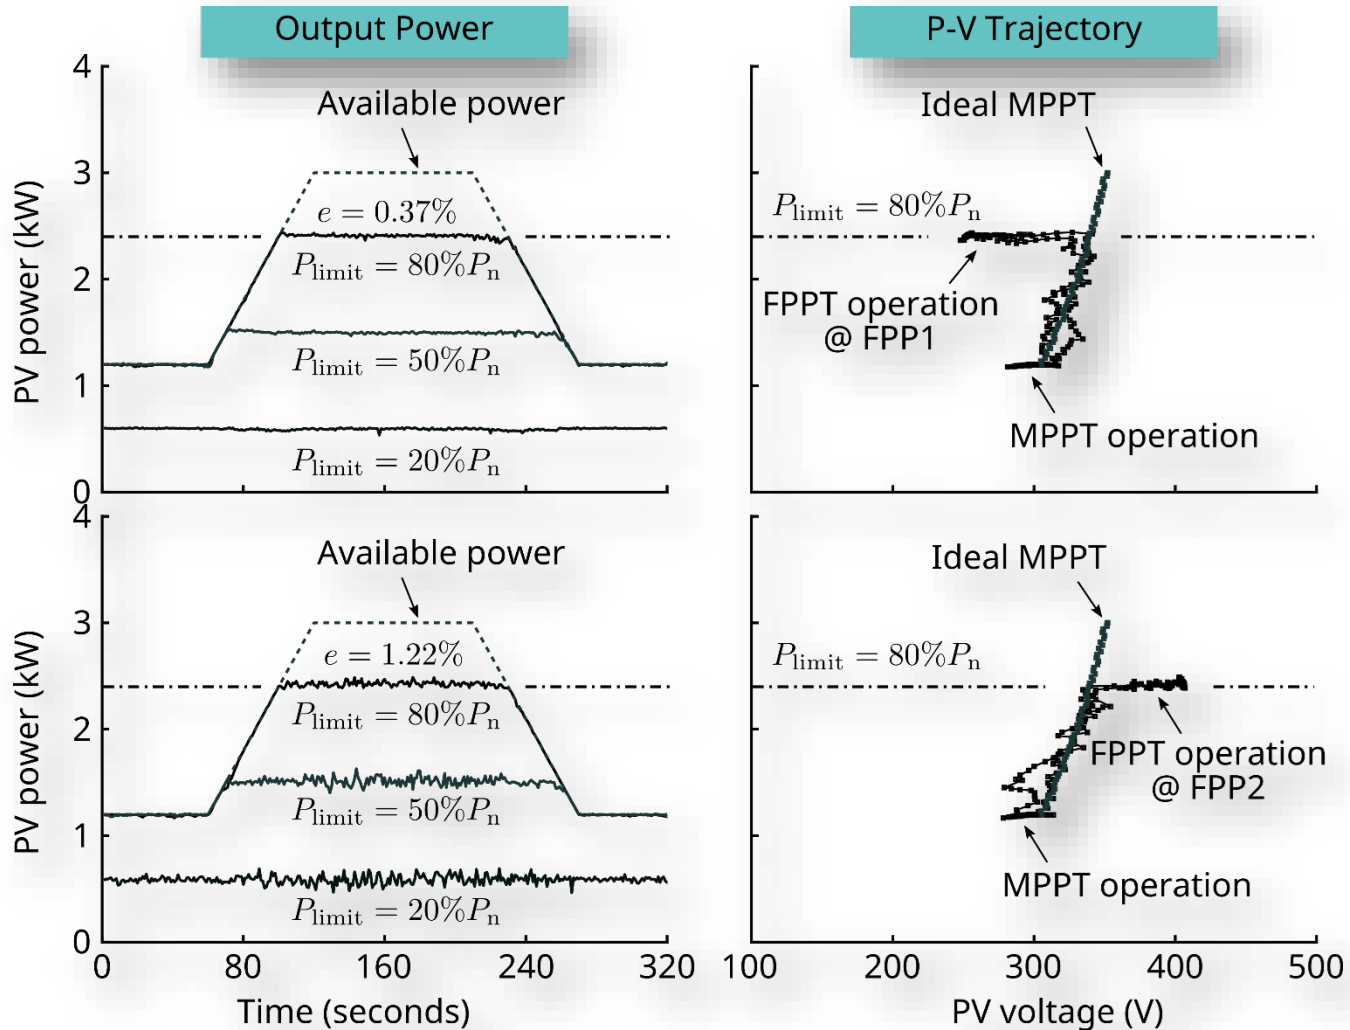 Output Power
P-V Trajectory
4
Available power
3
e = 0.37%
P_limit = 80%P_n
2
P_limit = 50%P_n
1
P_limit = 20%P_n
0
PV power (kW)
Ideal MPPT
P_limit = 80%P_n
FPPT operation
@ FPP1
MPPT operation
4
Available power
3
e = 1.22%
P_limit = 80%P_n
2
P_limit = 50%P_n
1
P_limit = 20%P_n
0
PV power (kW)
0 80 160 240 320
Time (seconds)
Ideal MPPT
P_limit = 80%P_n
FPPT operation
@ FPP2
MPPT operation
100 200 300 400 500
PV voltage (V)